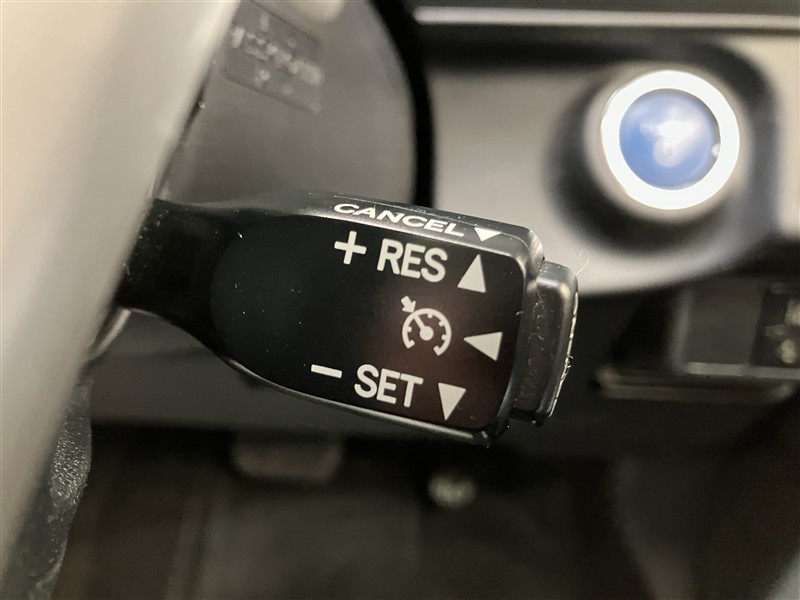 CANCEL
+ RES
- SET